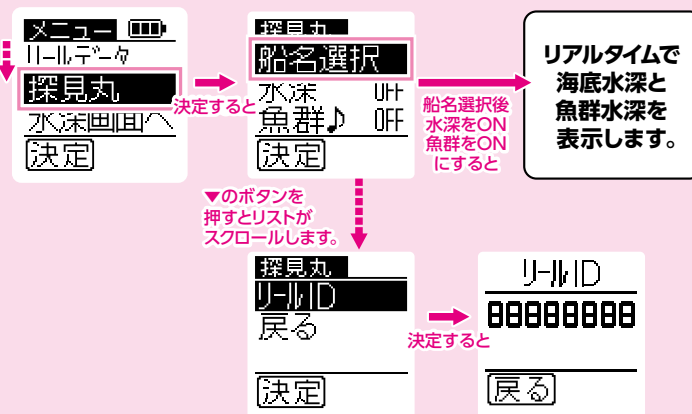 メニュー
リールデータ
探見丸
水深画面へ
決定
決定すると
探見丸
船名選択
水深 OFF
魚群♪ OFF
決定
船名選択後
水深をON
魚群をON
にすると
リアルタイムで
海底水深と
魚群水深を
表示します。
▼のボタンを
押すとリストが
スクロールします。
探見丸
リールID
戻る
決定
決定すると
リールID
88888888
戻る